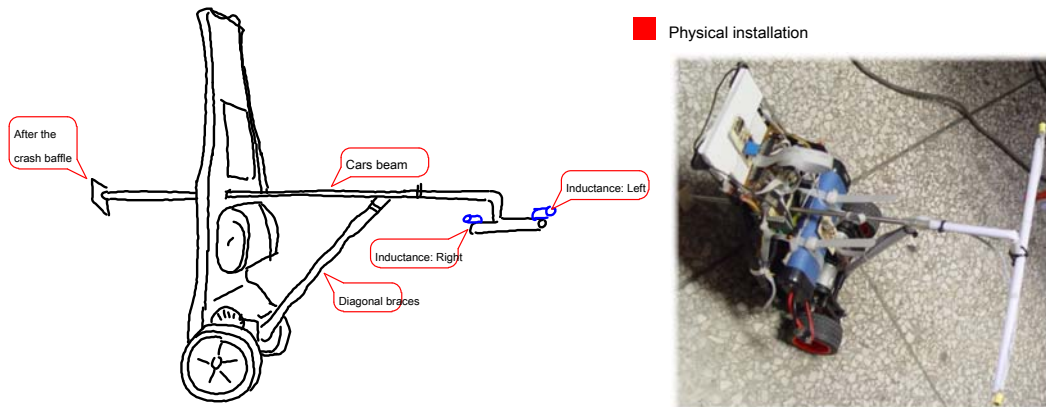 Physical installation
After the
crash baffle
Cars beam
Inductance: Left
Inductance: Right
Diagonal braces